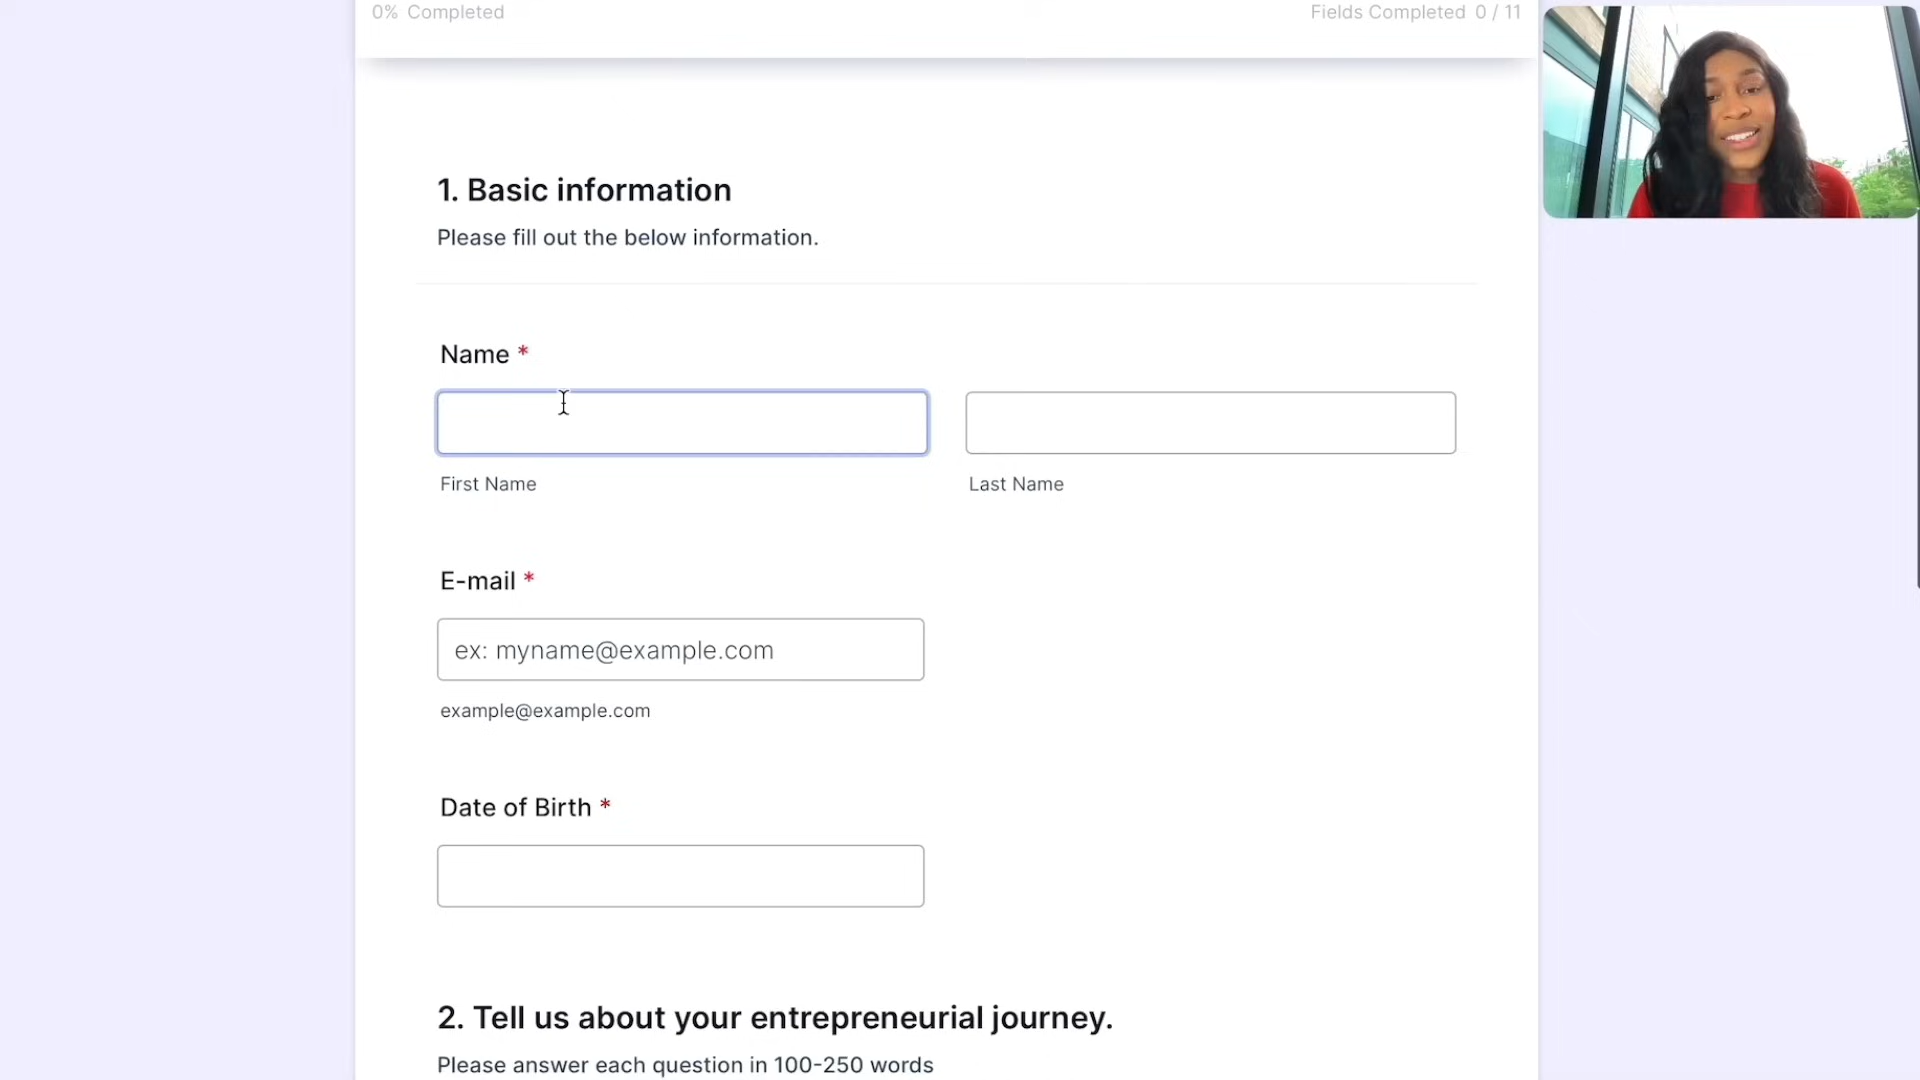 0% Completed
Fields Completed 0 / 11
1. Basic information
Please fill out the below information.
Name *
First Name
Last Name
E-mail *
ex: myname@example.com
example@example.com
Date of Birth *
2. Tell us about your entrepreneurial journey.
Please answer each question in 100-250 words